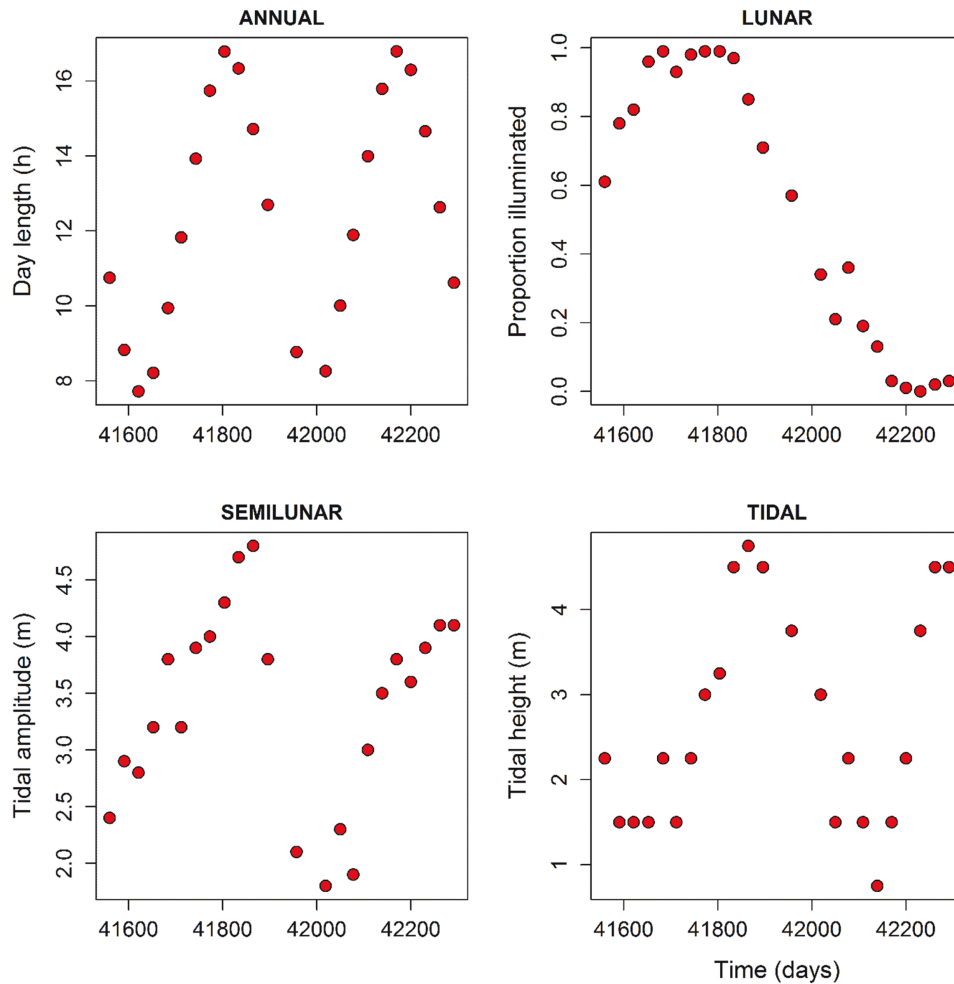 ANNUAL
Day length (h)
8 10 12 14 16
41600 41800 42000 42200
LUNAR
Proportion illuminated
0.0 0.2 0.4 0.6 0.8 1.0
41600 41800 42000 42200
SEMILUNAR
Tidal amplitude (m)
2.0 2.5 3.0 3.5 4.0 4.5
41600 41800 42000 42200
TIDAL
Tidal height (m)
1 2 3 4
41600 41800 42000 42200
Time (days)